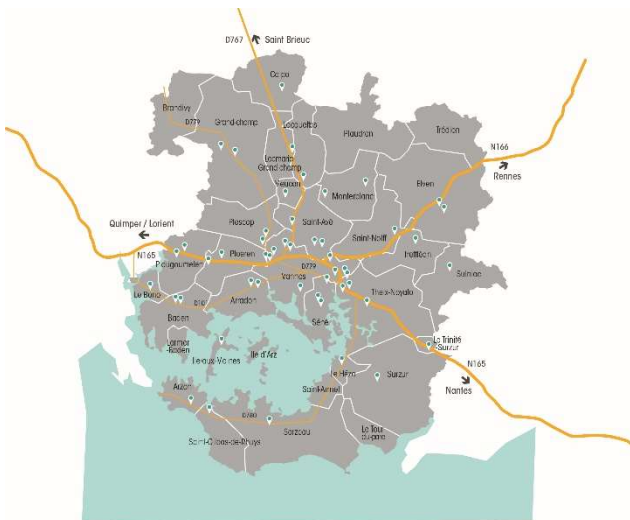 D767
Saint Brieuc
Colpo
Brandivy
D779
Grand-champ
Locqueltas
Plaudren
Trédion
N166
Rennes
Locmaria
Grand-champ
Meucon
Monterblanc
Elven
Quimper / Lorient
Plescop
Saint-Avé
Saint-Nolff
Treffléan
N165
Plougoumelen
Ploeren
D779
Vannes
Sulniac
Le Bono
Arradon
Theix-Noyalo
Baden
Séné
Larmor-
Baden
Ile-aux-Moines
Ile d'Arz
La Trinité
Surzur
N165
Le Hézo
Surzur
Nantes
Saint-Armel
Arzon
D780
Sarzeau
Saint-Gildas-de-Rhuys
La Tour
du-parc